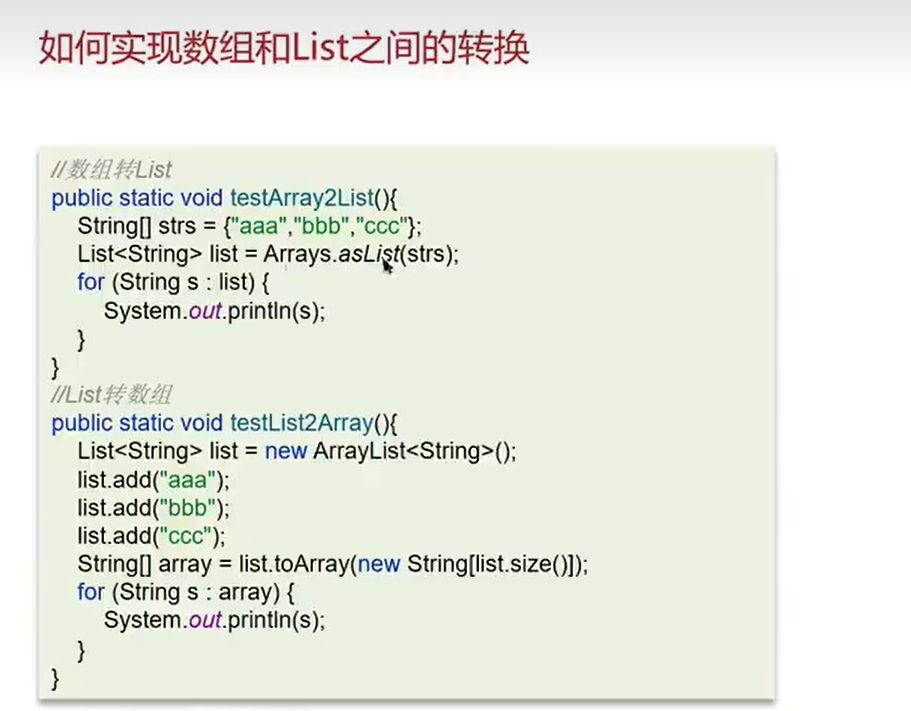 如何实现数组和List之间的转换
//数组转List
public static void testArray2List(){
String[] strs = {"aaa","bbb","ccc"};
List<String> list = Arrays.asList(strs);
for (String s : list) {
System.out.println(s);
}
}
//List转数组
public static void testList2Array(){
List<String> list = new ArrayList<String>();
list.add("aaa");
list.add("bbb");
list.add("ccc");
String[] array = list.toArray(new String[list.size()]);
for (String s : array) {
System.out.println(s);
}
}